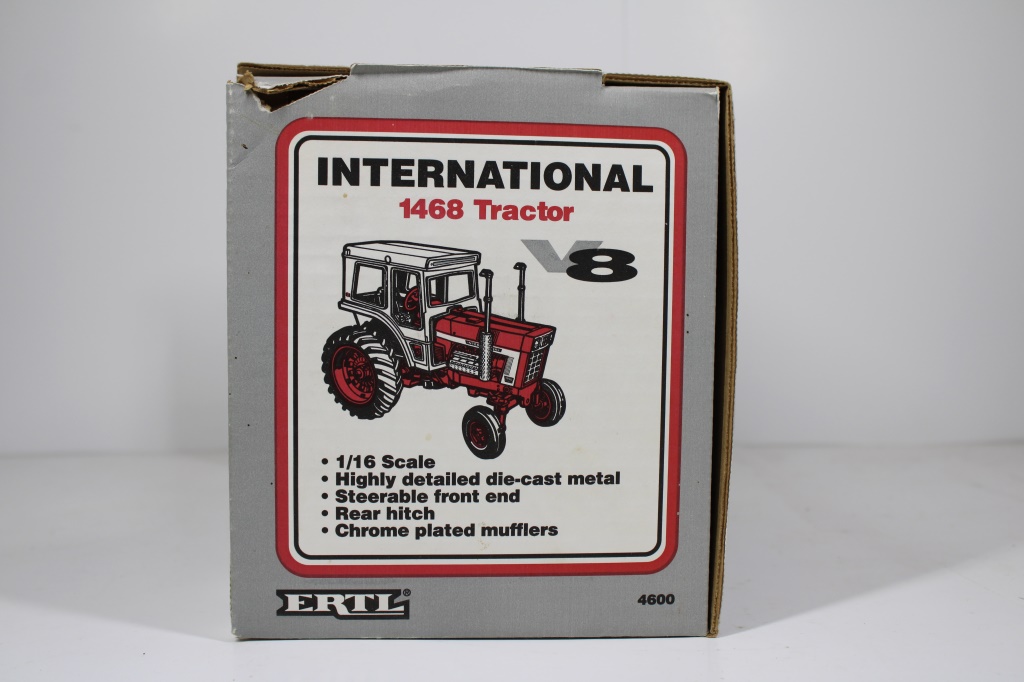 INTERNATIONAL
1468 Tractor
V8
• 1/16 Scale
• Highly detailed die-cast metal
• Steerable front end
• Rear hitch
• Chrome plated mufflers
ERTL®
4600